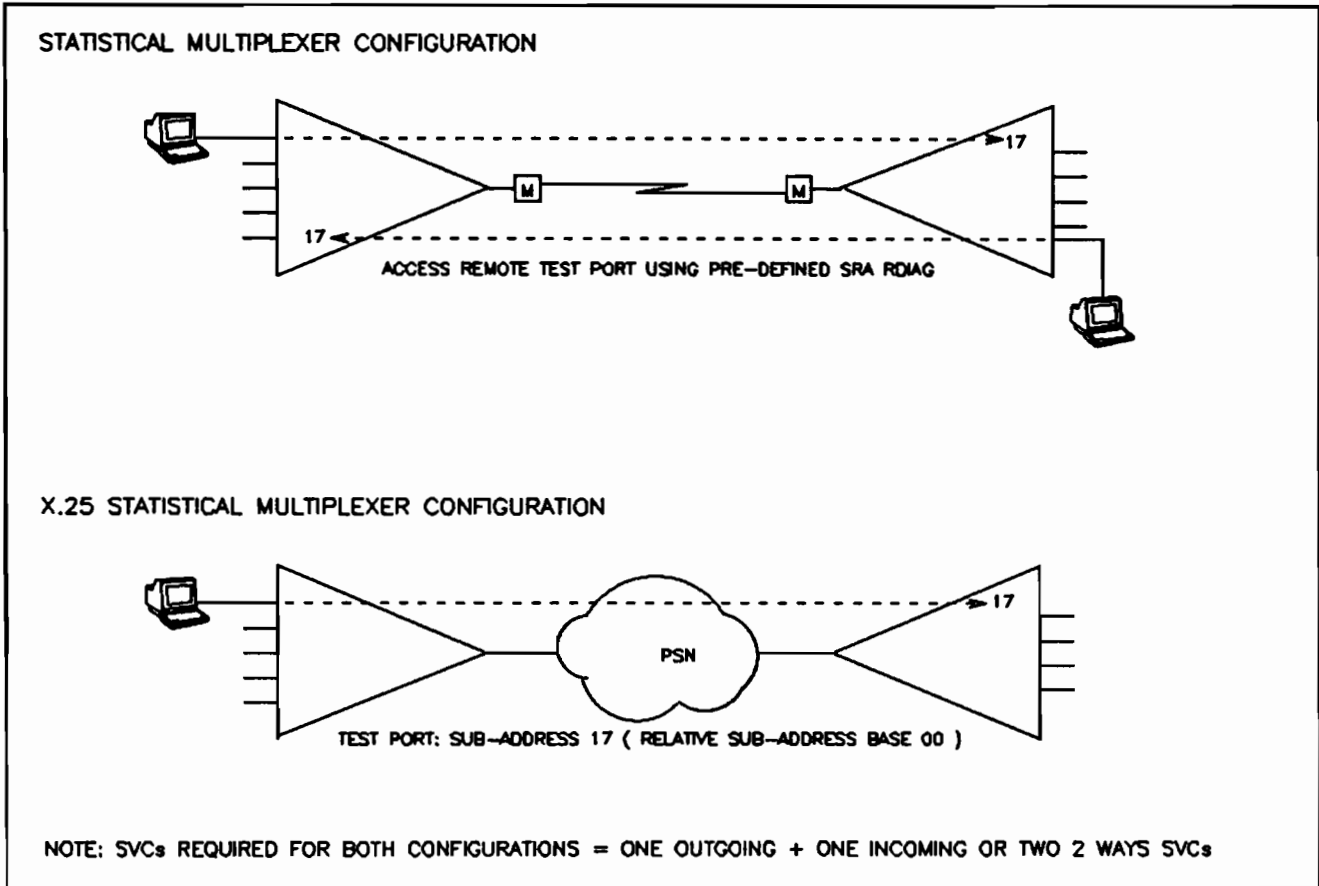 STATISTICAL MULTIPLEXER CONFIGURATION
17
M M
17
ACCESS REMOTE TEST PORT USING PRE-DEFINED SRA RDIAG
X.25 STATISTICAL MULTIPLEXER CONFIGURATION
17
PSN
TEST PORT: SUB-ADDRESS 17 ( RELATIVE SUB-ADDRESS BASE 00 )
NOTE: SVCs REQUIRED FOR BOTH CONFIGURATIONS = ONE OUTGOING + ONE INCOMING OR TWO 2 WAYS SVCs